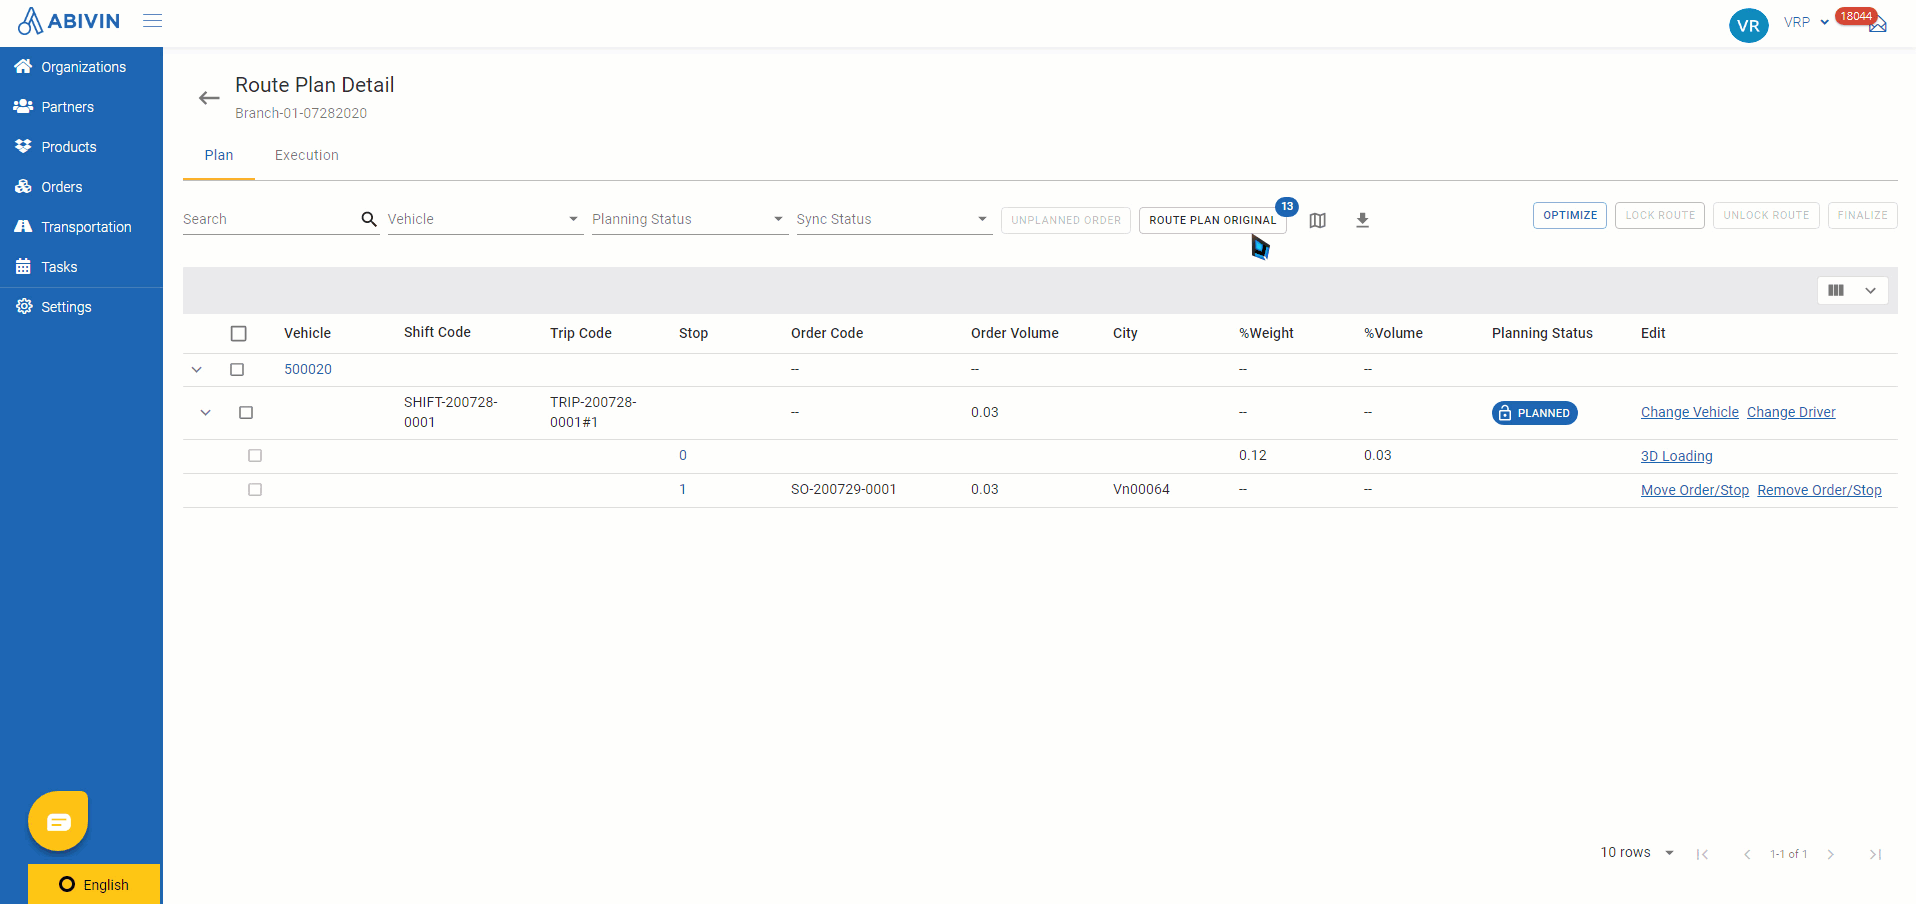 ABIVIN
VR VRP 18044
Organizations
Partners
Products
Orders
Transportation
Tasks
Settings
English
Route Plan Detail
Branch-01-07282020
Plan Execution
Search Vehicle Planning Status Sync Status UNPLANNED ORDER ROUTE PLAN ORIGINAL 13 OPTIMIZE LOCK ROUTE UNLOCK ROUTE FINALIZE
Vehicle Shift Code Trip Code Stop Order Code Order Volume City %Weight %Volume Planning Status Edit
500020 -- -- -- --
SHIFT-200728-0001 TRIP-200728-0001#1 -- 0.03 -- -- PLANNED Change Vehicle Change Driver
0 0.12 0.03 3D Loading
1 SO-200729-0001 0.03 Vn00064 -- -- Move Order/Stop Remove Order/Stop
10 rows 1-1 of 1